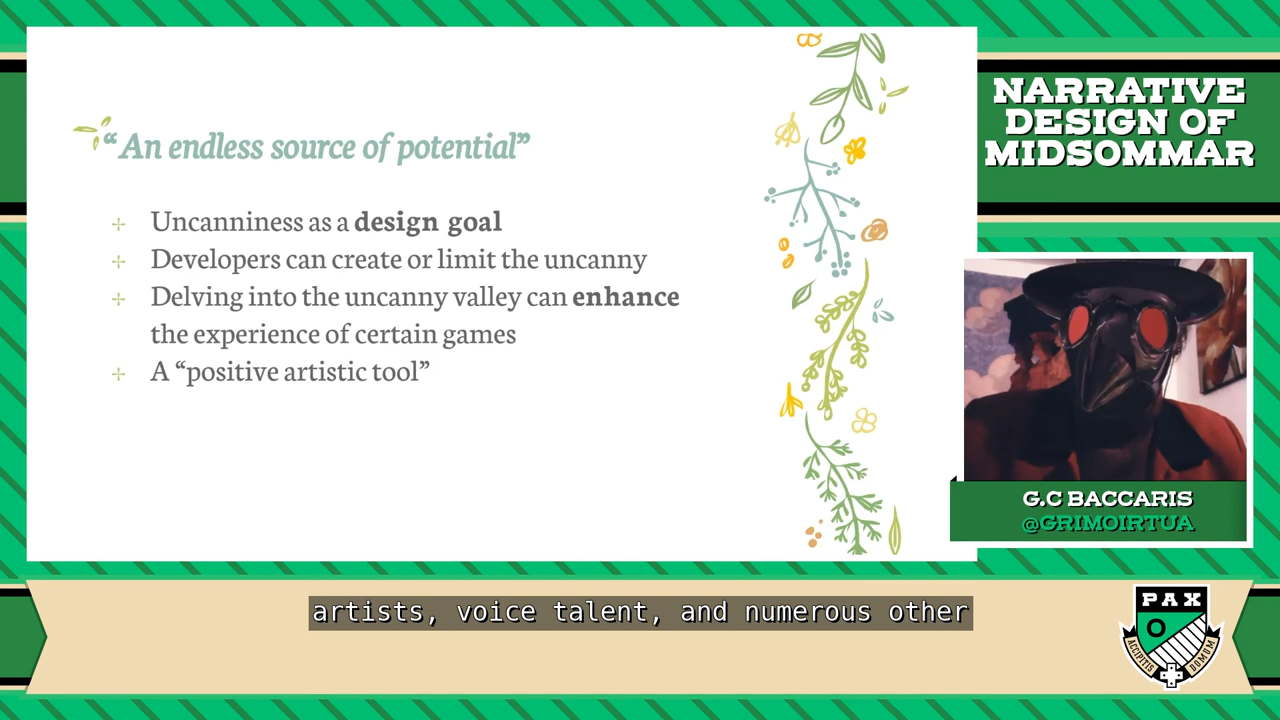 “An endless source of potential”
Uncanniness as a design goal
Developers can create or limit the uncanny
Delving into the uncanny valley can enhance
the experience of certain games
A “positive artistic tool”
NARRATIVE
DESIGN OF
MIDSOMMAR
G.C BACCARIS
@GRIMOIRTUA
artists, voice talent, and numerous other
PAX
ACCIPITIS
DOMUM